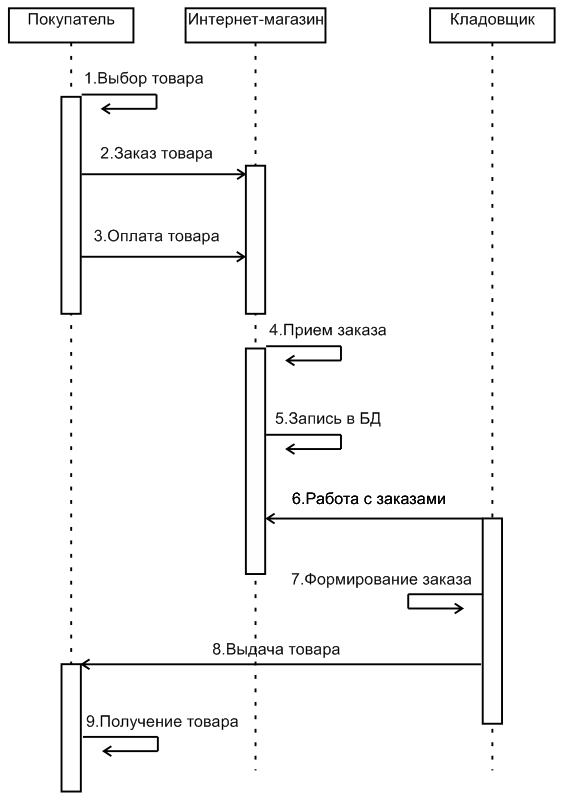 Покупатель
Интернет-магазин
Кладовщик
1.Выбор товара
2.Заказ товара
3.Оплата товара
4.Прием заказа
5.Запись в БД
6.Работа с заказами
7.Формирование заказа
8.Выдача товара
9.Получение товара